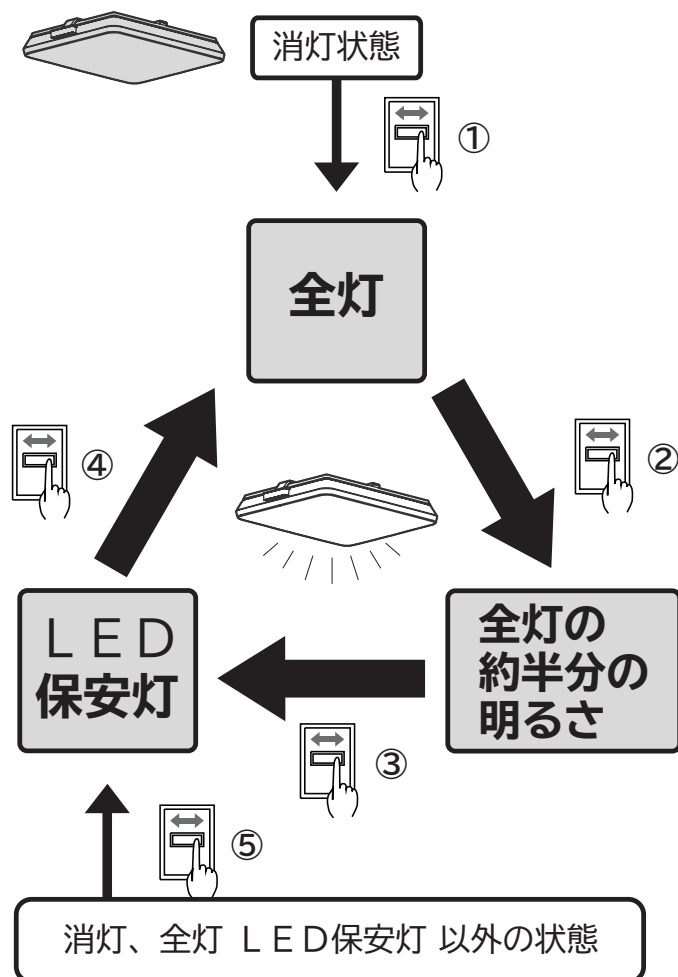 消灯状態
①
全灯
④
②
ＬＥＤ
保安灯
全灯の
約半分の
明るさ
③
⑤
消灯、全灯 ＬＥＤ保安灯 以外の状態